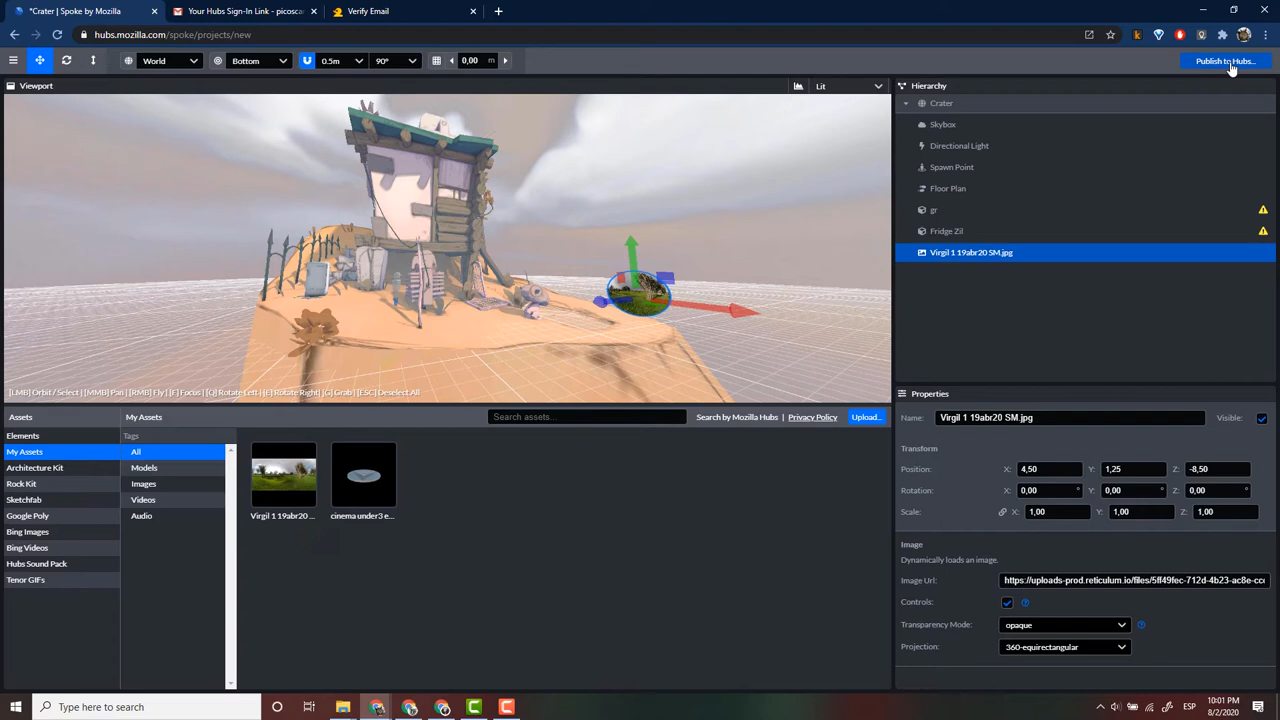 *Crater | Spoke by Mozilla
Your Hubs Sign-In Link - picoscar
Verify Email
hubs.mozilla.com/spoke/projects/new
World
Bottom
0.5m
90°
0,00 m
Publish to Hubs...
Viewport
Lit
Hierarchy
Crater
Skybox
Directional Light
Spawn Point
Floor Plan
gr
Fridge Zil
Virgil 1 19abr20 SM.jpg
[LMB] Orbit / Select | [MMB] Pan | [RMB] Fly | [F] Focus | [Q] Rotate Left | [E] Rotate Right | [G] Grab | [ESC] Deselect All
Properties
Name:
Virgil 1 19abr20 SM.jpg
Visible:
Transform
Position:
X:
4,50
Y:
1,25
Z:
-8,50
Rotation:
X:
0,00
°
Y:
0,00
°
Z:
0,00
°
Scale:
X:
1,00
Y:
1,00
Z:
1,00
Image
Dynamically loads an image.
Image Url:
https://uploads-prod.reticulum.io/files/5ff49fec-712d-4b23-ac8e-ccc
Controls:
Transparency Mode:
opaque
Projection:
360-equirectangular
Assets
My Assets
Search assets...
Search by Mozilla Hubs | Privacy Policy
Upload...
Elements
My Assets
Architecture Kit
Rock Kit
Sketchfab
Google Poly
Bing Images
Bing Videos
Hubs Sound Pack
Tenor GIFs
Tags
All
Models
Images
Videos
Audio
Virgil 1 19abr20 ...
cinema under3 e...
Type here to search
ESP
10:01 PM
8/2/2020